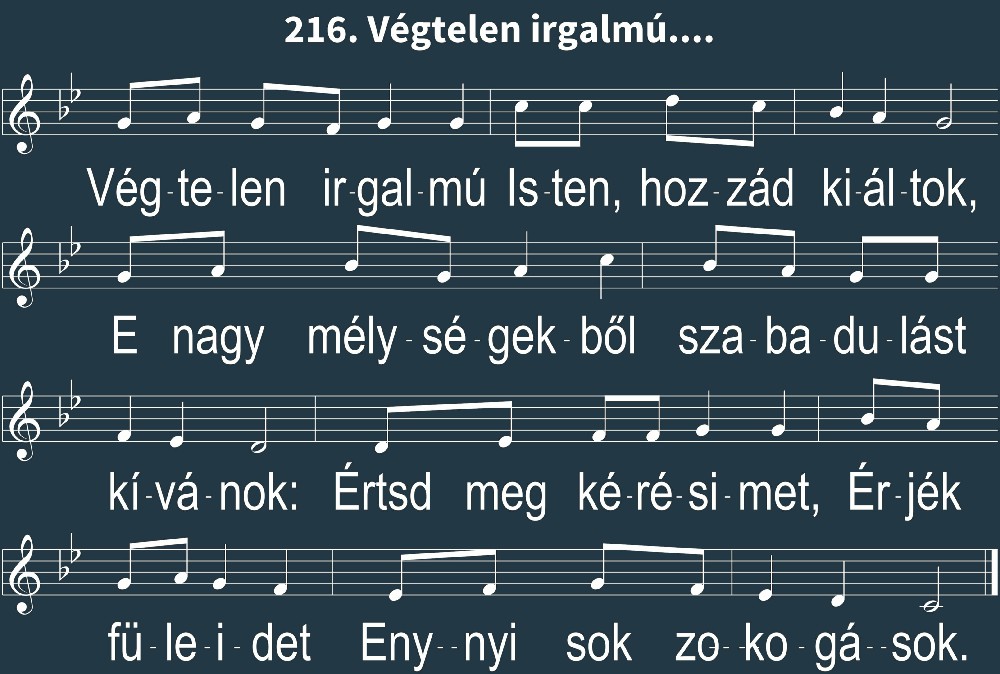 216. Végtelen irgalmú....
Vég-te-len ir-gal-mú Is-ten, hoz-zád ki-ál-tok,
E nagy mély-sé-gek-ből sza-ba-du-lást
kí-vá-nok: Értsd meg ké-ré-si-met, Ér-jék
fü-le-i-det Eny--nyi sok zo--ko-gá--sok.